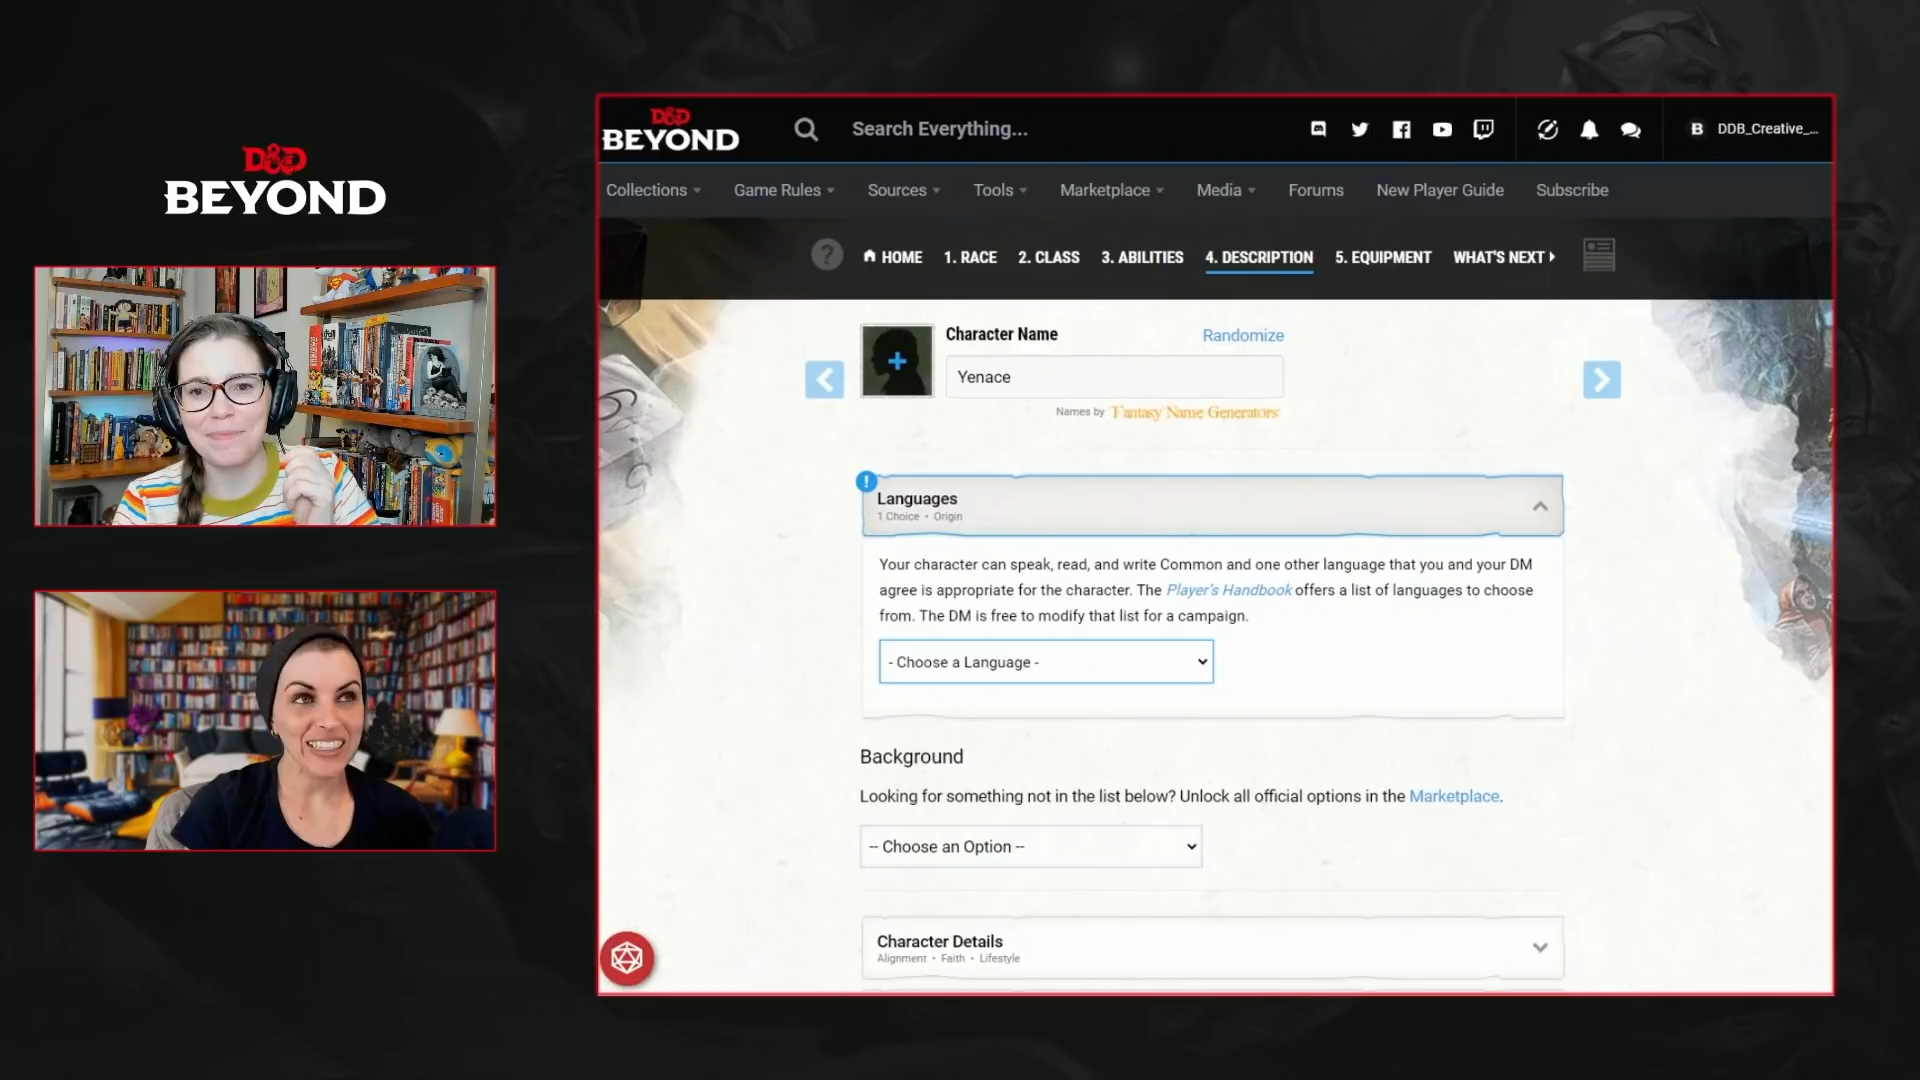 D&D
BEYOND
D&D
BEYOND
Search Everything...
DDB_Creative_...
Collections
Game Rules
Sources
Tools
Marketplace
Media
Forums
New Player Guide
Subscribe
?
HOME
1. RACE
2. CLASS
3. ABILITIES
4. DESCRIPTION
5. EQUIPMENT
WHAT'S NEXT
Character Name
Randomize
Yenace
Names by Fantasy Name Generators
!
Languages
1 Choice • Origin
Your character can speak, read, and write Common and one other language that you and your DM
agree is appropriate for the character. The Player's Handbook offers a list of languages to choose
from. The DM is free to modify that list for a campaign.
- Choose a Language -
Background
Looking for something not in the list below? Unlock all official options in the Marketplace.
-- Choose an Option --
Character Details
Alignment • Faith • Lifestyle